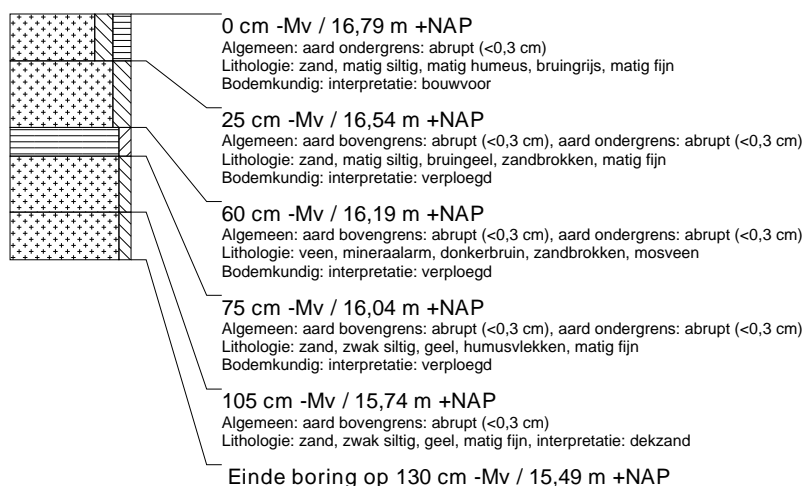 0 cm -Mv / 16,79 m +NAP
Algemeen: aard ondergrens: abrupt (<0,3 cm)
Lithologie: zand, matig siltig, matig humeus, bruingrijs, matig fijn
Bodemkundig: interpretatie: bouwvoor
25 cm -Mv / 16,54 m +NAP
Algemeen: aard bovengrens: abrupt (<0,3 cm), aard ondergrens: abrupt (<0,3 cm)
Lithologie: zand, matig siltig, bruingeel, zandbrokken, matig fijn
Bodemkundig: interpretatie: verploegd
60 cm -Mv / 16,19 m +NAP
Algemeen: aard bovengrens: abrupt (<0,3 cm), aard ondergrens: abrupt (<0,3 cm)
Lithologie: veen, mineraalarm, donkerbruin, zandbrokken, mosveen
Bodemkundig: interpretatie: verploegd
75 cm -Mv / 16,04 m +NAP
Algemeen: aard bovengrens: abrupt (<0,3 cm), aard ondergrens: abrupt (<0,3 cm)
Lithologie: zand, zwak siltig, geel, humusvlekken, matig fijn
Bodemkundig: interpretatie: verploegd
105 cm -Mv / 15,74 m +NAP
Algemeen: aard bovengrens: abrupt (<0,3 cm)
Lithologie: zand, zwak siltig, geel, matig fijn, interpretatie: dekzand
Einde boring op 130 cm -Mv / 15,49 m +NAP